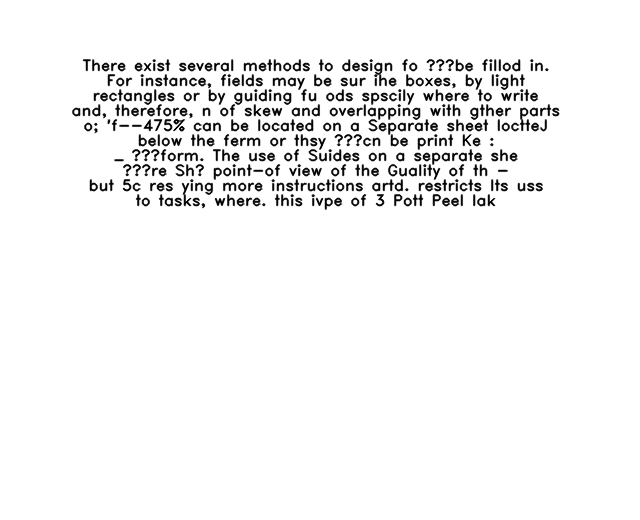 There exist several methods to design fo ???be fillod in.
For instance, fields may be sur ihe boxes, by light
rectangles or by guiding fu ods spscily where to write
and, therefore, n of skew and overlapping with gther parts
o; 'f--475% can be located on a Separate sheet loctteJ
below the ferm or thsy ???cn be print Ke :
_ ???form. The use of Suides on a separate she
???re Sh? point-of view of the Guality of th -
but 5c res ying more instructions artd. restricts Its uss
to tasks, where. this ivpe of 3 Pott Peel lak